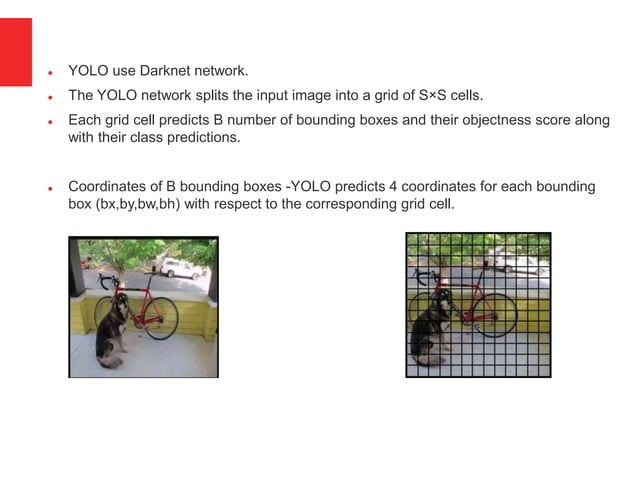 YOLO use Darknet network.
The YOLO network splits the input image into a grid of S×S cells.
Each grid cell predicts B number of bounding boxes and their objectness score along
with their class predictions.
Coordinates of B bounding boxes -YOLO predicts 4 coordinates for each bounding
box (bx,by,bw,bh) with respect to the corresponding grid cell.